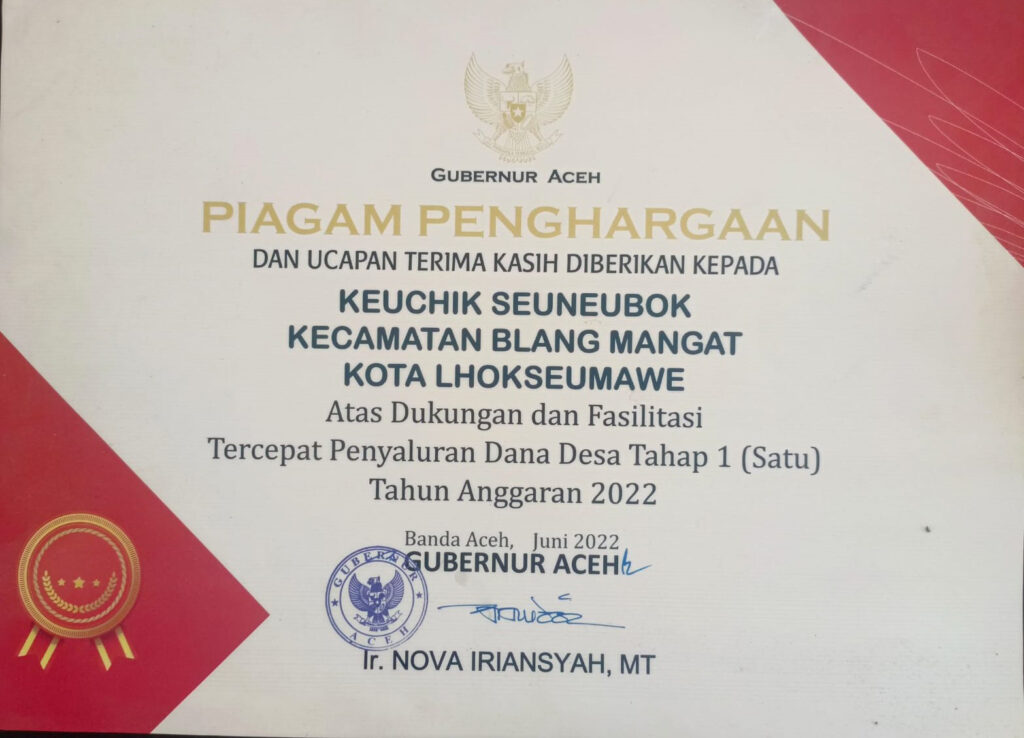 GUBERNUR ACEH
PIAGAM PENGHARGAAN
DAN UCAPAN TERIMA KASIH DIBERIKAN KEPADA
KEUCHIK SEUNEUBOK
KECAMATAN BLANG MANGAT
KOTA LHOKSEUMAWE
Atas Dukungan dan Fasilitasi
Tercepat Penyaluran Dana Desa Tahap 1 (Satu)
Tahun Anggaran 2022
Banda Aceh, Juni 2022
GUBERNUR ACEH
GUBERNUR
ACEH
Ir. NOVA IRIANSYAH, MT